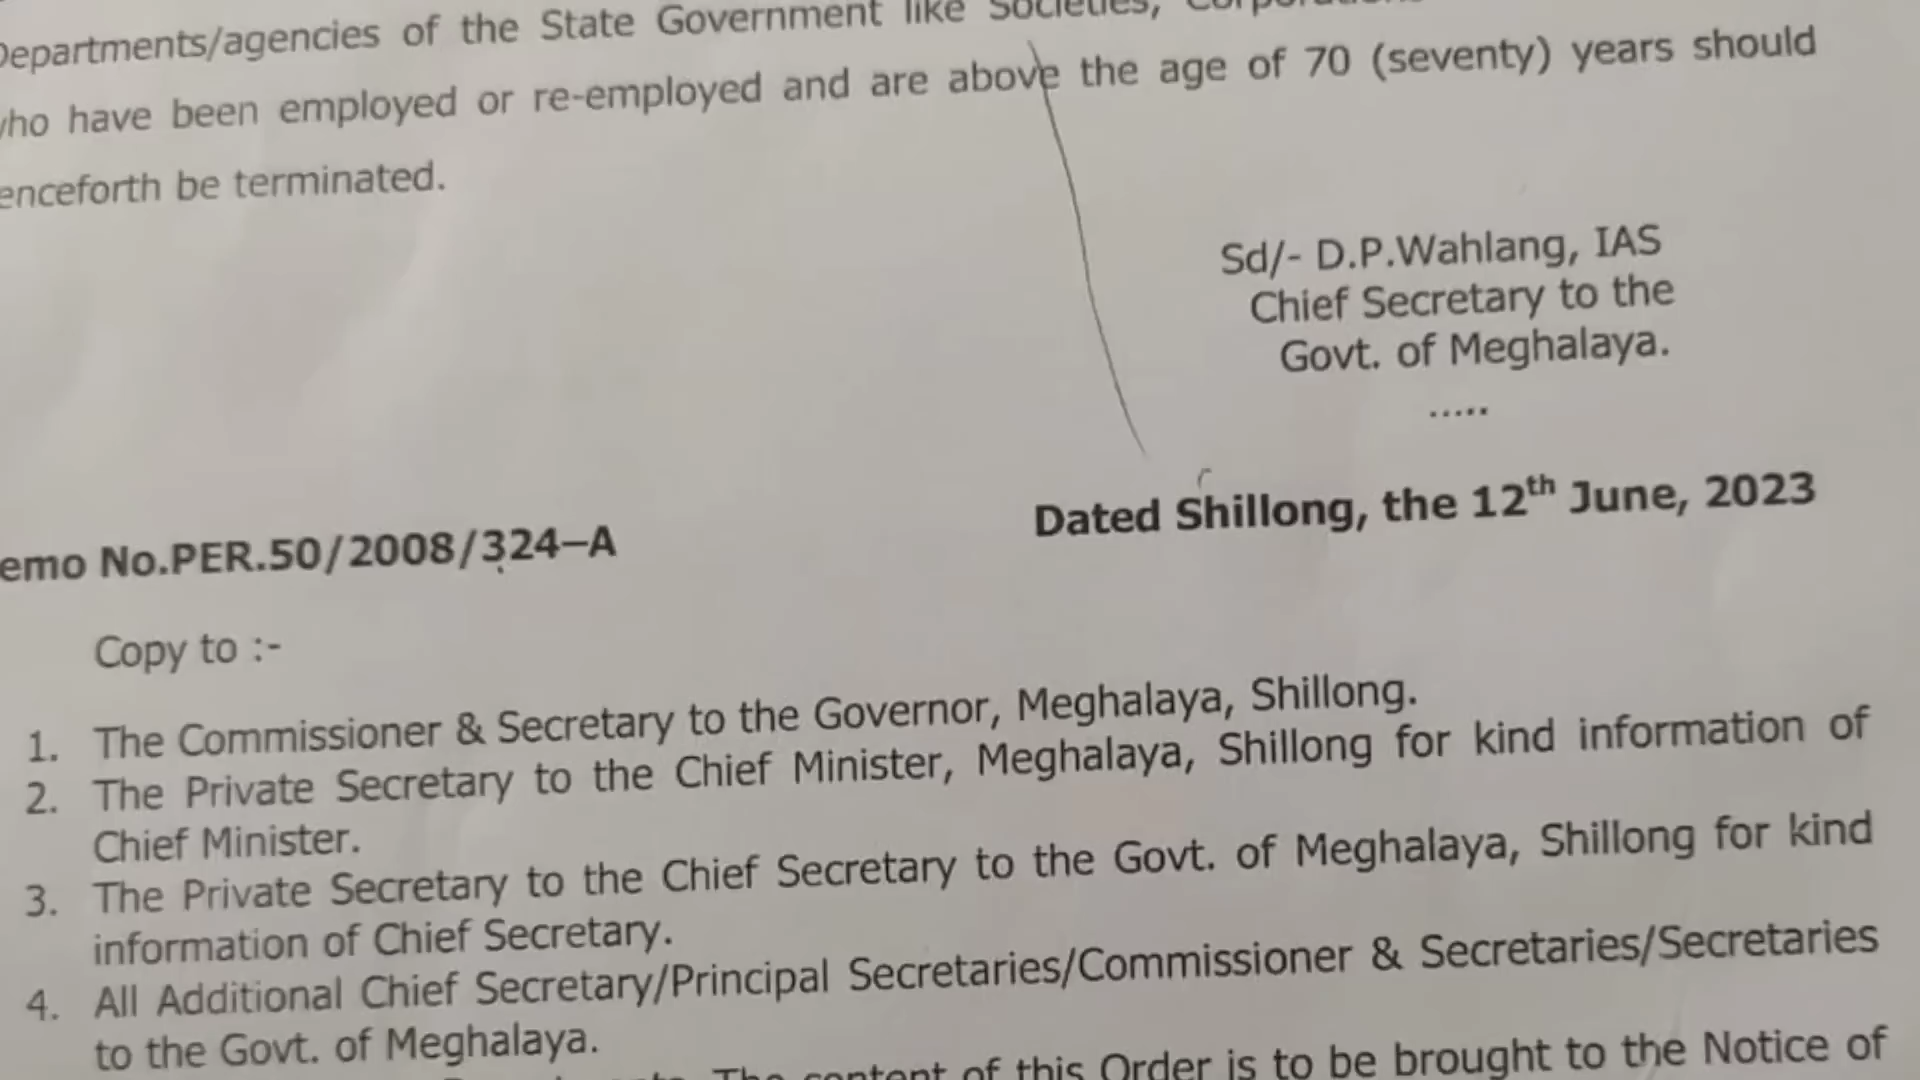 Departments/agencies of the State Government like Societies,
who have been employed or re-employed and are above the age of 70 (seventy) years should
enceforth be terminated.
Sd/- D.P.Wahlang, IAS
Chief Secretary to the
Govt. of Meghalaya.
.....
emo No.PER.50/2008/324–A
Dated Shillong, the 12th June, 2023
Copy to :-
1. The Commissioner & Secretary to the Governor, Meghalaya, Shillong.
2. The Private Secretary to the Chief Minister, Meghalaya, Shillong for kind information of
Chief Minister.
3. The Private Secretary to the Chief Secretary to the Govt. of Meghalaya, Shillong for kind
information of Chief Secretary.
4. All Additional Chief Secretary/Principal Secretaries/Commissioner & Secretaries/Secretaries
to the Govt. of Meghalaya.
The content of this Order is to be brought to the Notice of